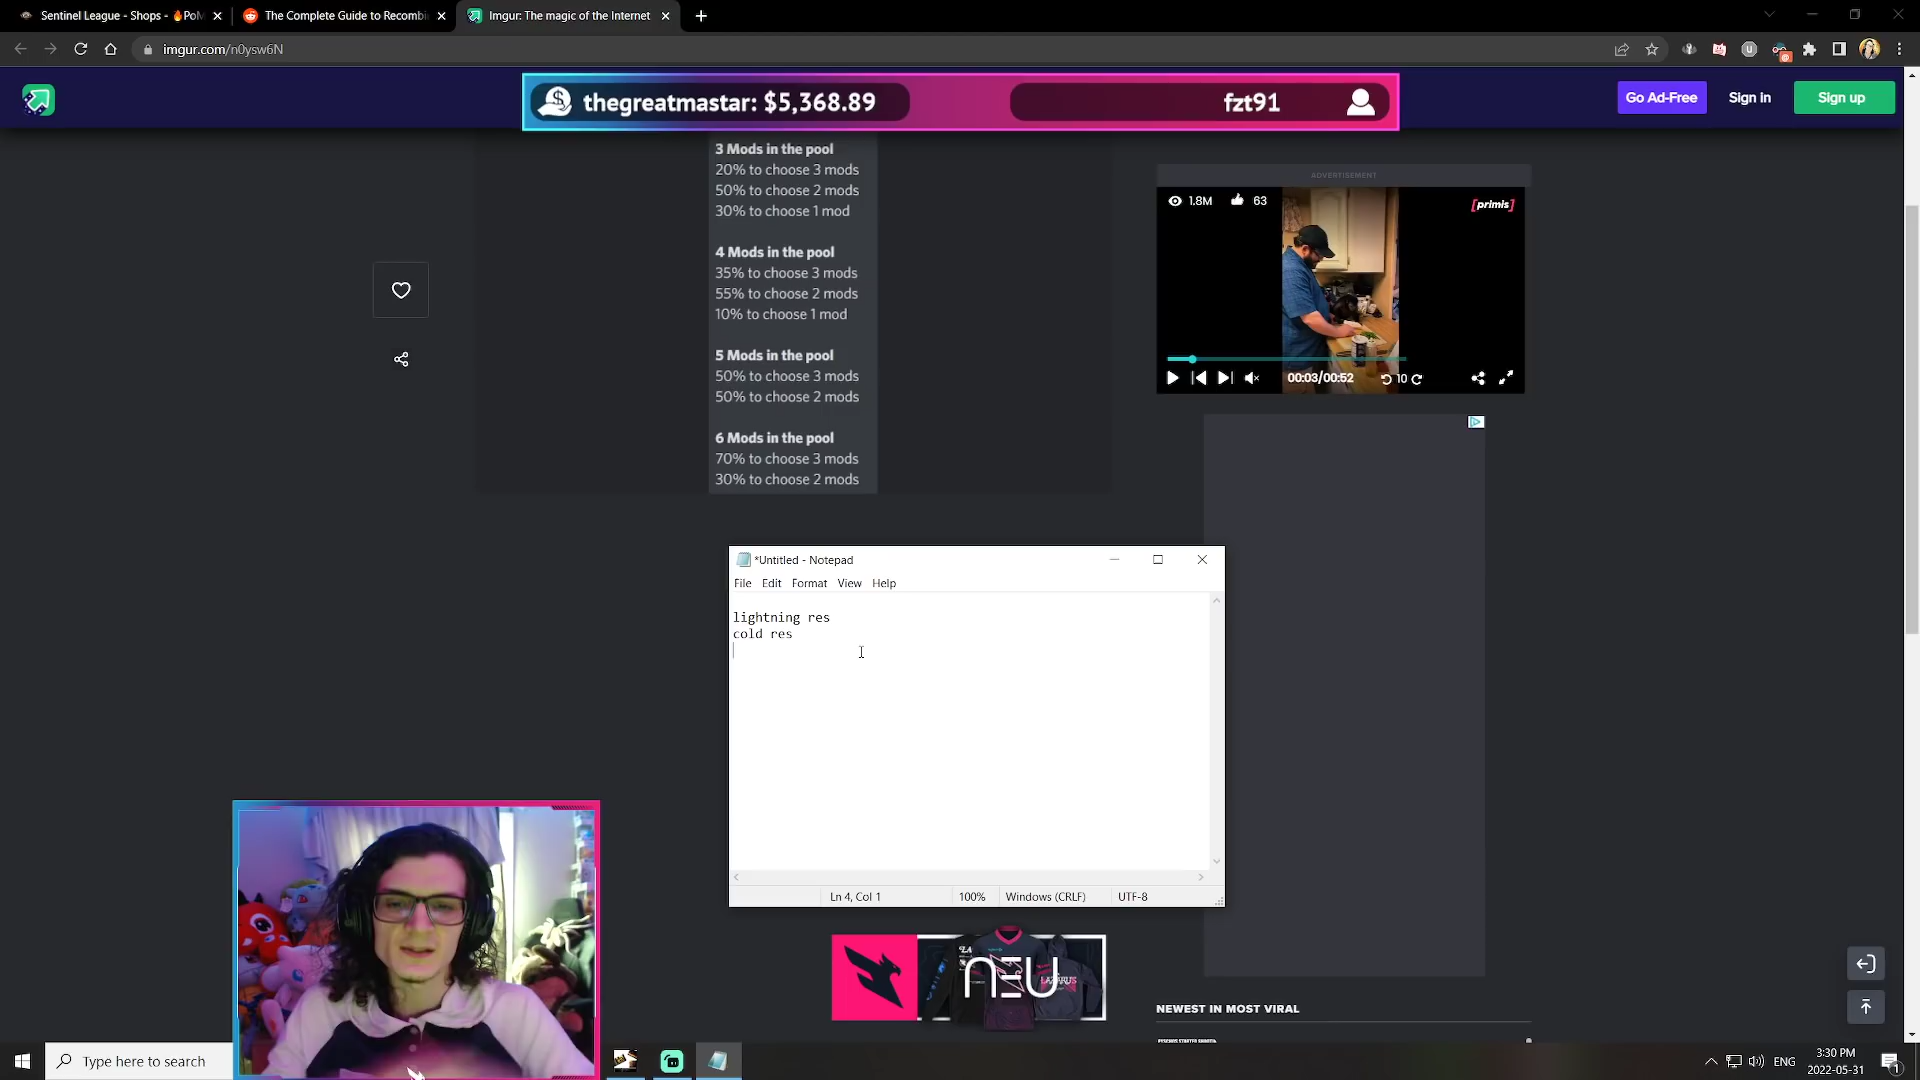 Sentinel League - Shops - 🔥PoM
The Complete Guide to Recombi
Imgur: The magic of the Internet
imgur.com/n0ysw6N
thegreatmastar: $5,368.89
fzt91
Go Ad-Free
Sign in
Sign up
3 Mods in the pool
20% to choose 3 mods
50% to choose 2 mods
30% to choose 1 mod
4 Mods in the pool
35% to choose 3 mods
55% to choose 2 mods
10% to choose 1 mod
5 Mods in the pool
50% to choose 3 mods
50% to choose 2 mods
6 Mods in the pool
70% to choose 3 mods
30% to choose 2 mods
ADVERTISEMENT
1.8M
63
[primis]
00:03/00:52
10
*Untitled - Notepad
File Edit Format View Help
lightning res
cold res
Ln 4, Col 1
100%
Windows (CRLF)
UTF-8
NEU
LAZARUS
NEWEST IN MOST VIRAL
Type here to search
ENG
3:30 PM
2022-05-31
1